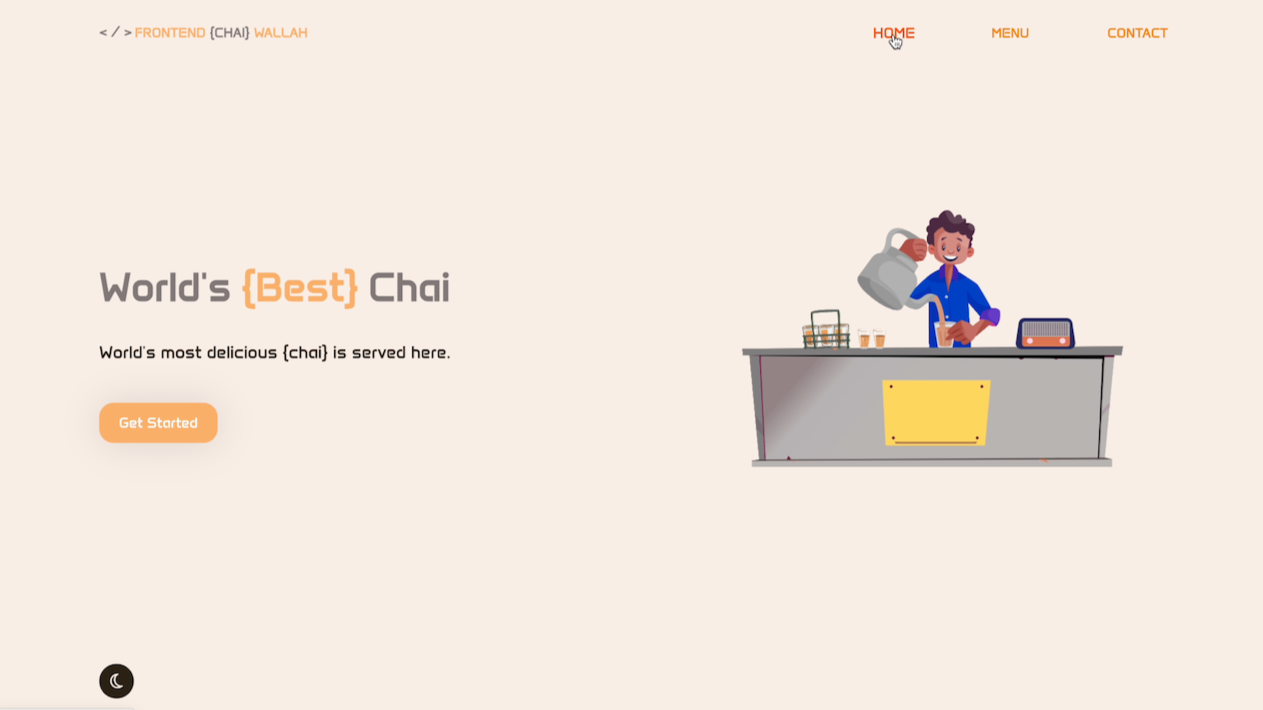 < / > FRONTEND {CHAI} WALLAH
HOME MENU CONTACT
World's {Best} Chai
World's most delicious {chai} is served here.
Get Started